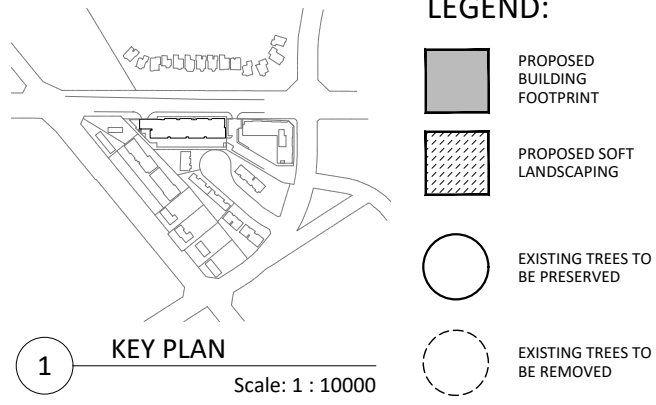 LEGEND:
PROPOSED
BUILDING
FOOTPRINT
PROPOSED SOFT
LANDSCAPING
EXISTING TREES TO
BE PRESERVED
EXISTING TREES TO
BE REMOVED
1
KEY PLAN
Scale: 1 : 10000